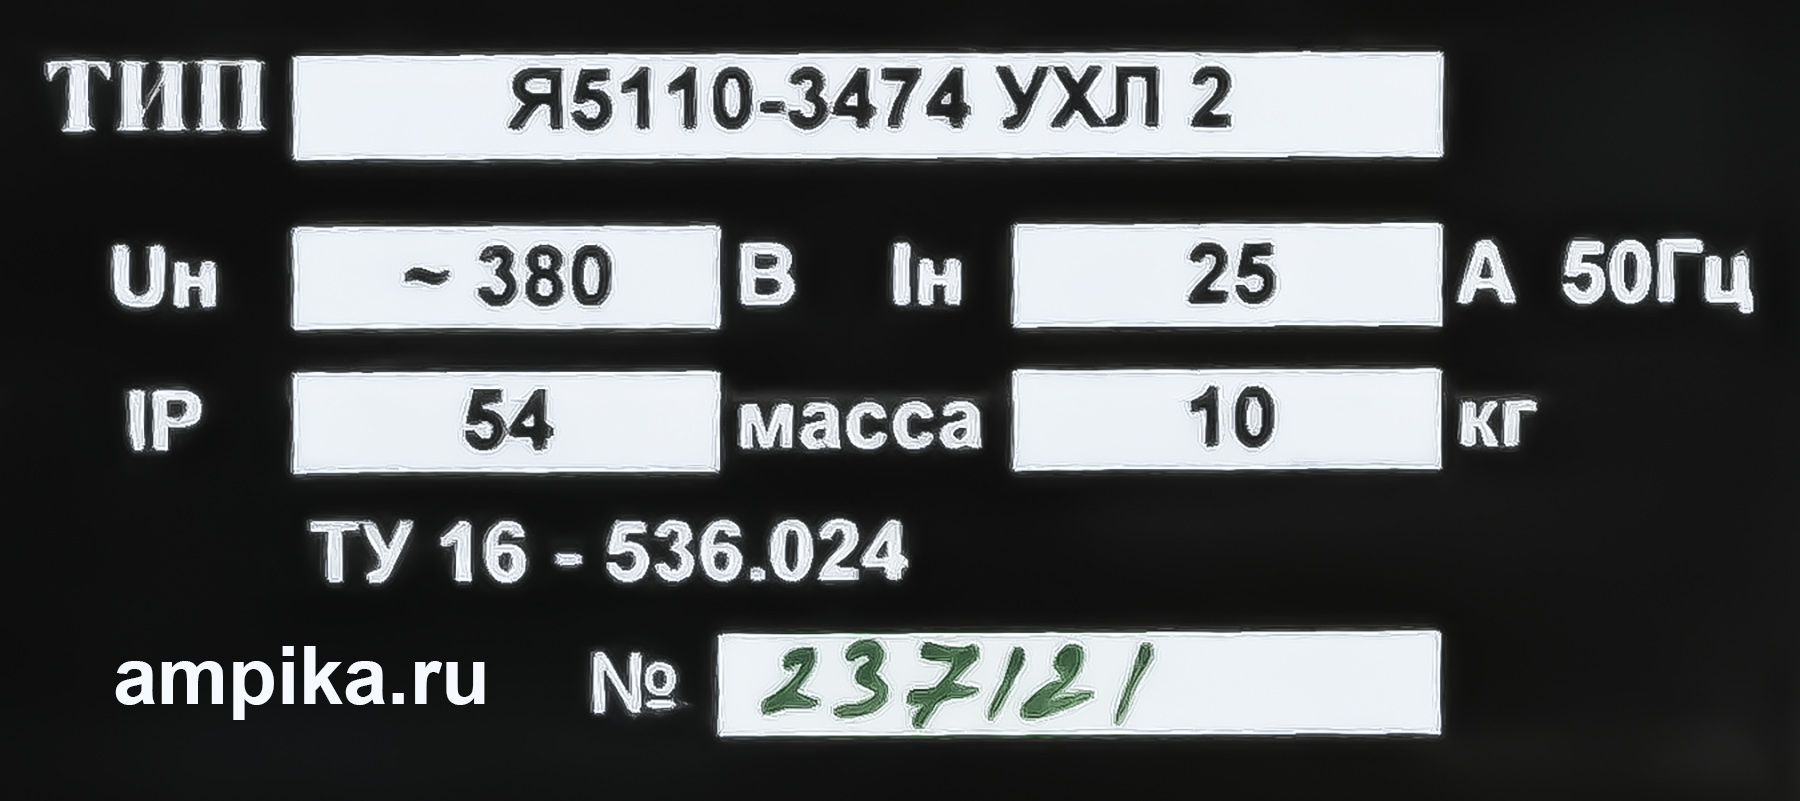 ТИП Я5110-3474 УХЛ 2
Uн ~ 380 В Iн 25 А 50Гц
IP 54 масса 10 кг
ТУ 16 - 536.024
ampika.ru № 237121